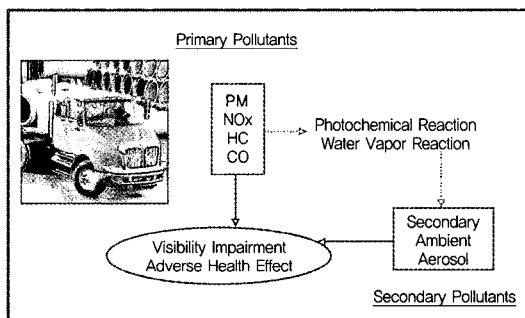 Primary Pollutants
PM
NOx
HC
CO
Photochemical Reaction
Water Vapor Reaction
Secondary
Ambient
Aerosol
Visibility Impairment
Adverse Health Effect
Secondary Pollutants